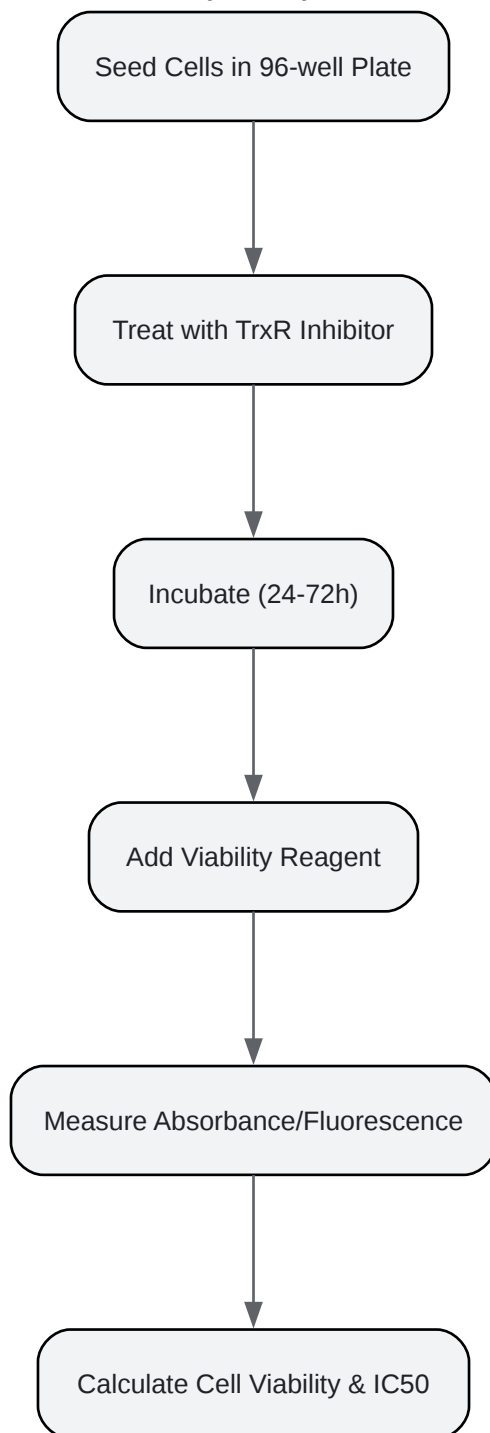 Seed Cells in 96-well Plate
Treat with TrxR Inhibitor
Incubate (24-72h)
Add Viability Reagent
Measure Absorbance/Fluorescence
Calculate Cell Viability & IC50